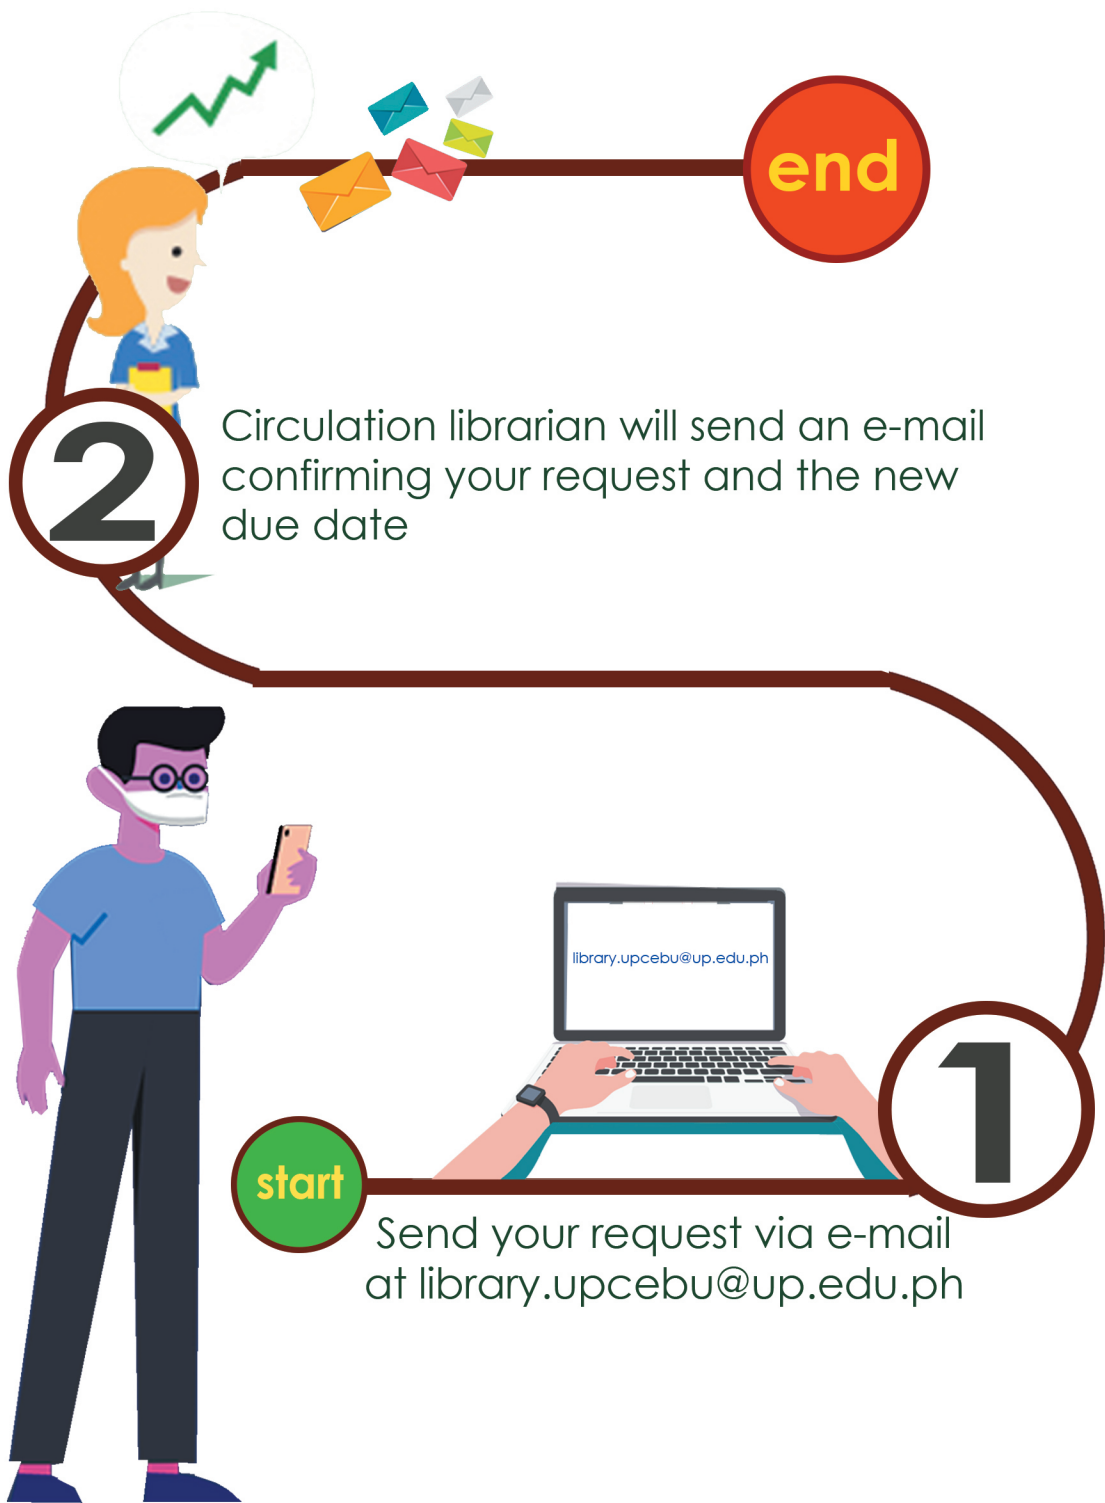 end
2
Circulation librarian will send an e-mail
confirming your request and the new
due date
library.upcebu@up.edu.ph
1
start
Send your request via e-mail
at library.upcebu@up.edu.ph